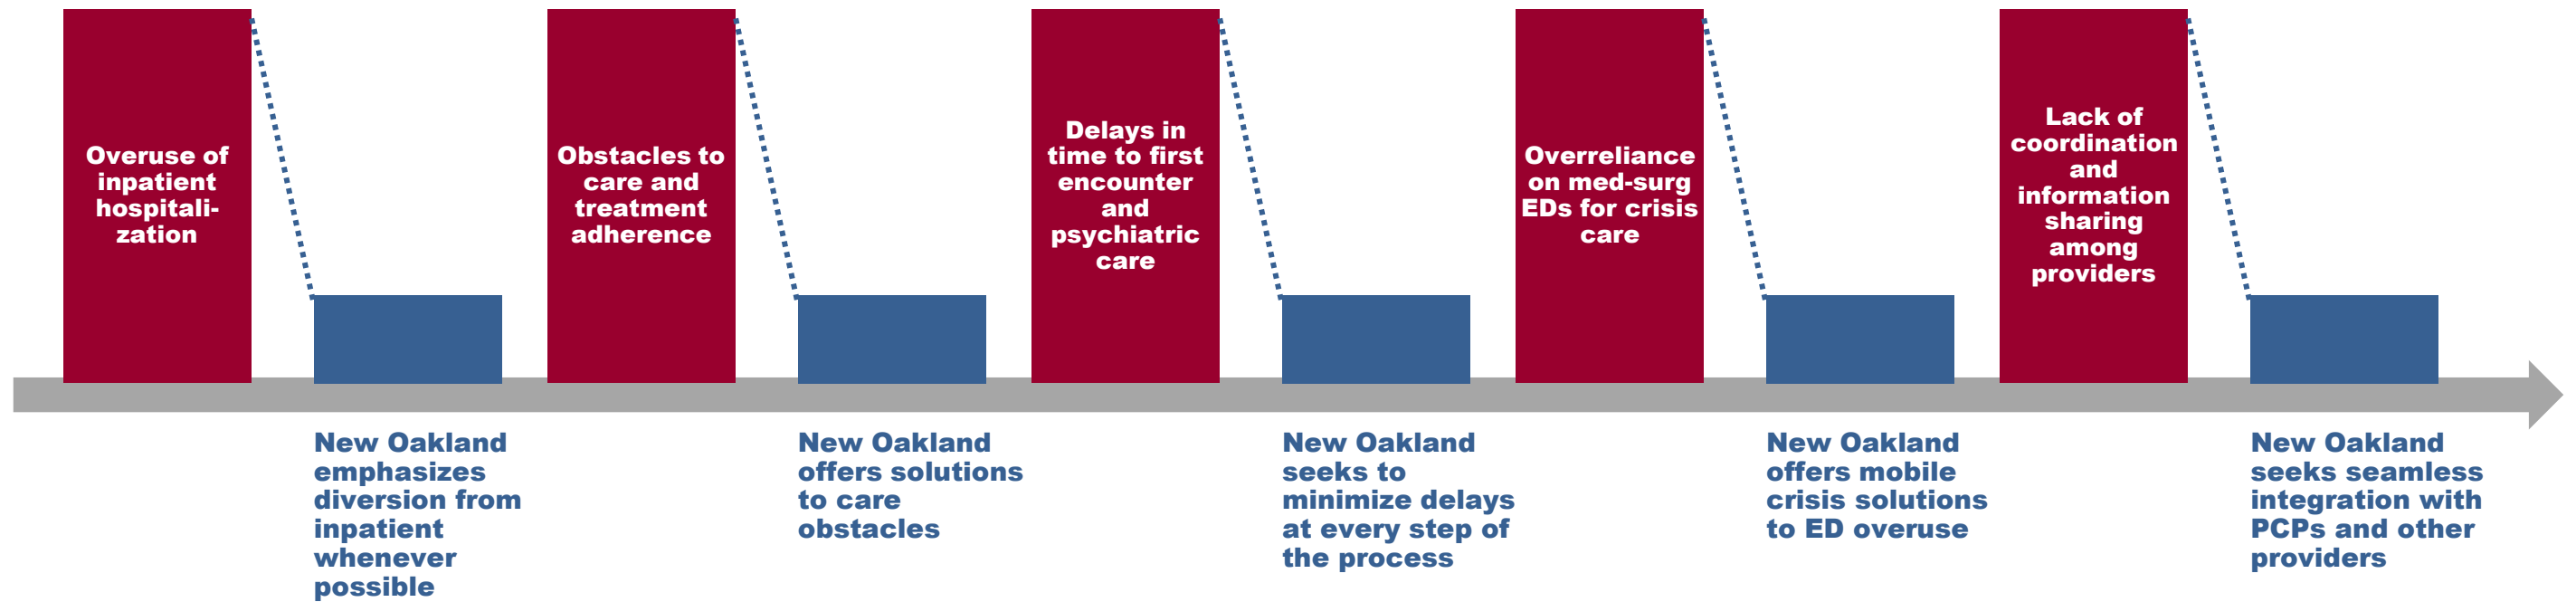 Overuse of
inpatient
hospitali-
zation
Obstacles to
care and
treatment
adherence
Delays in
time to first
encounter
and
psychiatric
care
Overreliance
on med-surg
EDs for crisis
care
Lack of
coordination
and
information
sharing
among
providers
New Oakland
emphasizes
diversion from
inpatient
whenever
possible
New Oakland
offers solutions
to care
obstacles
New Oakland
seeks to
minimize delays
at every step of
the process
New Oakland
offers mobile
crisis solutions
to ED overuse
New Oakland
seeks seamless
integration with
PCPs and other
providers